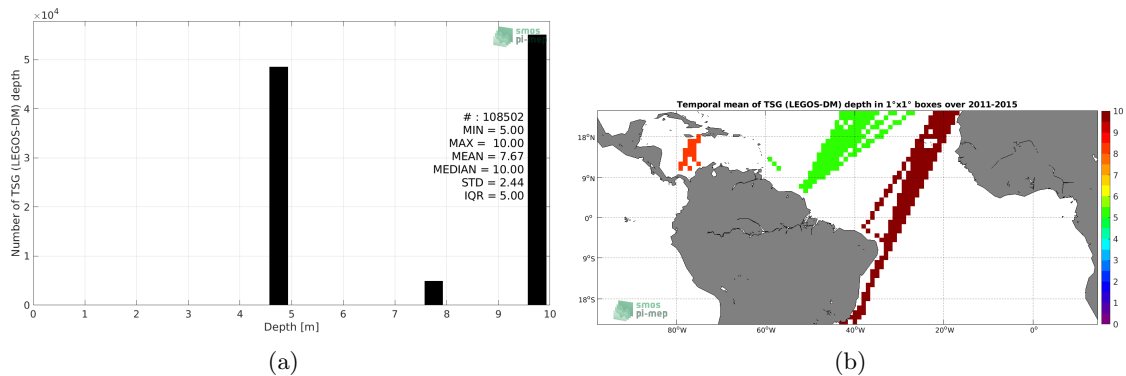 ×10⁴
5
4
3
2
1
0
Number of TSG (LEGOS-DM) depth
smos
pi-mep
# : 108502
MIN = 5.00
MAX = 10.00
MEAN = 7.67
MEDIAN = 10.00
STD = 2.44
IQR = 5.00
0 1 2 3 4 5 6 7 8 9 10
Depth [m]
(a)
Temporal mean of TSG (LEGOS-DM) depth in 1°x1° boxes over 2011-2015
18°N
9°N
0°
9°S
18°S
80°W 60°W 40°W 20°W 0°
smos
pi-mep
10
9
8
7
6
5
4
3
2
1
0
(b)